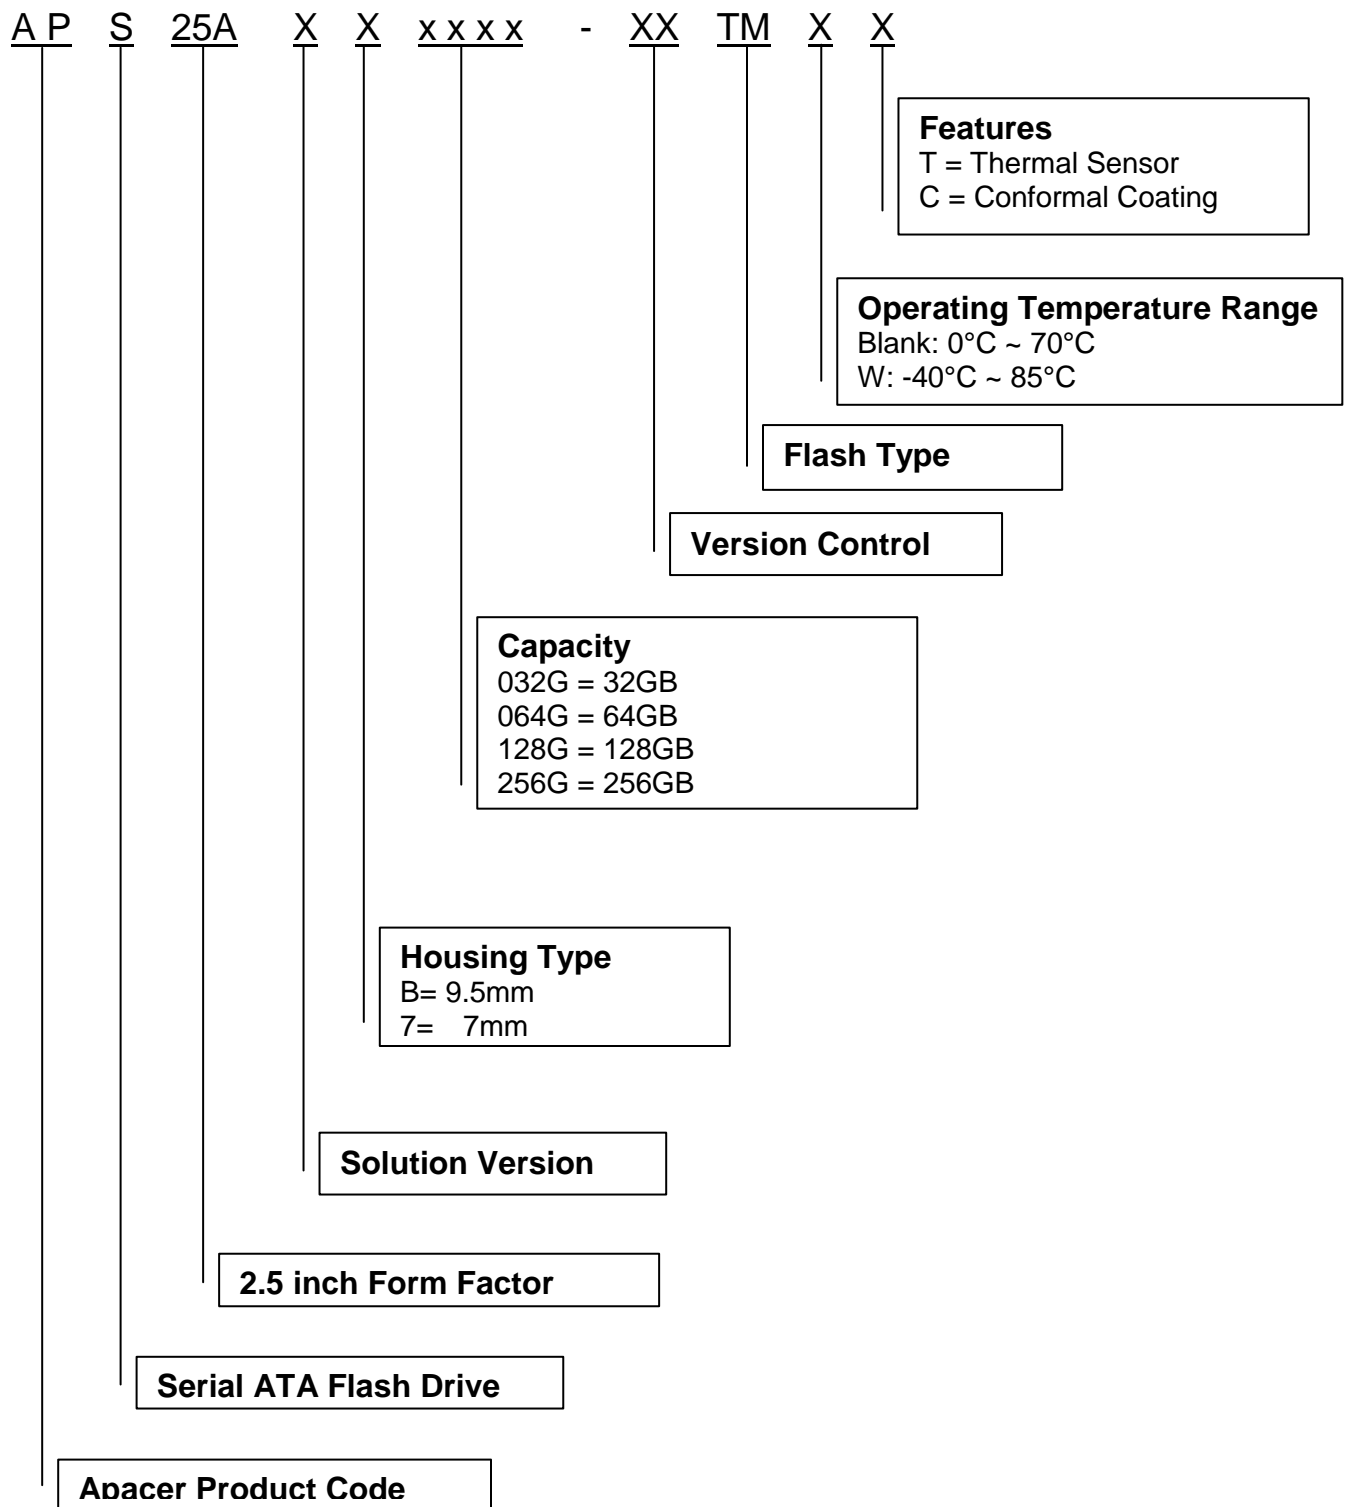 A P S 25A X X x x x x - XX TM X X
Features
T = Thermal Sensor
C = Conformal Coating
Operating Temperature Range
Blank: 0°C ~ 70°C
W: -40°C ~ 85°C
Flash Type
Version Control
Capacity
032G = 32GB
064G = 64GB
128G = 128GB
256G = 256GB
Housing Type
B= 9.5mm
7= 7mm
Solution Version
2.5 inch Form Factor
Serial ATA Flash Drive
Apacer Product Code